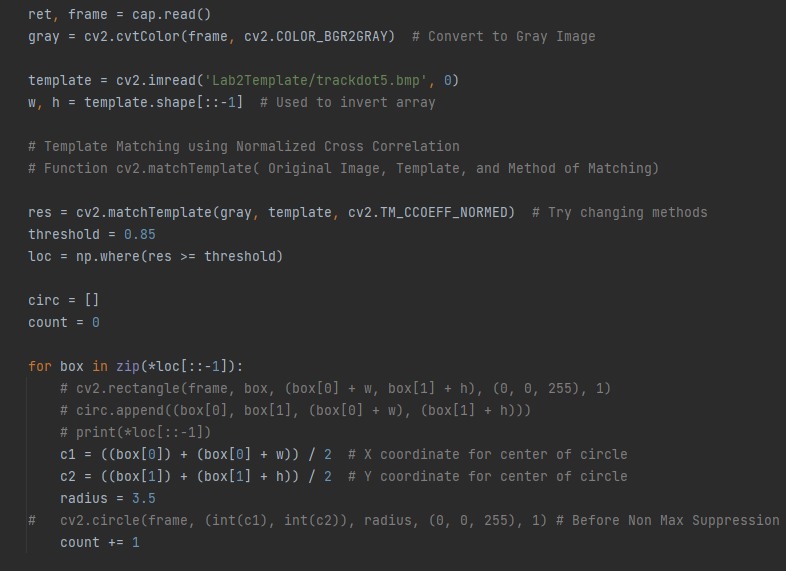 ret, frame = cap.read()
gray = cv2.cvtColor(frame, cv2.COLOR_BGR2GRAY)  # Convert to Gray Image
template = cv2.imread('Lab2Template/trackdot5.bmp', 0)
w, h = template.shape[::-1]  # Used to invert array
# Template Matching using Normalized Cross Correlation
# Function cv2.matchTemplate( Original Image, Template, and Method of Matching)
res = cv2.matchTemplate(gray, template, cv2.TM_CCOEFF_NORMED)  # Try changing methods
threshold = 0.85
loc = np.where(res >= threshold)
circ = []
count = 0
for box in zip(*loc[::-1]):
    # cv2.rectangle(frame, box, (box[0] + w, box[1] + h), (0, 0, 255), 1)
    # circ.append((box[0], box[1], (box[0] + w), (box[1] + h)))
    # print(*loc[::-1])
    c1 = ((box[0]) + (box[0] + w)) / 2  # X coordinate for center of circle
    c2 = ((box[1]) + (box[1] + h)) / 2  # Y coordinate for center of circle
    radius = 3.5
#   cv2.circle(frame, (int(c1), int(c2)), radius, (0, 0, 255), 1) # Before Non Max Suppression
    count += 1